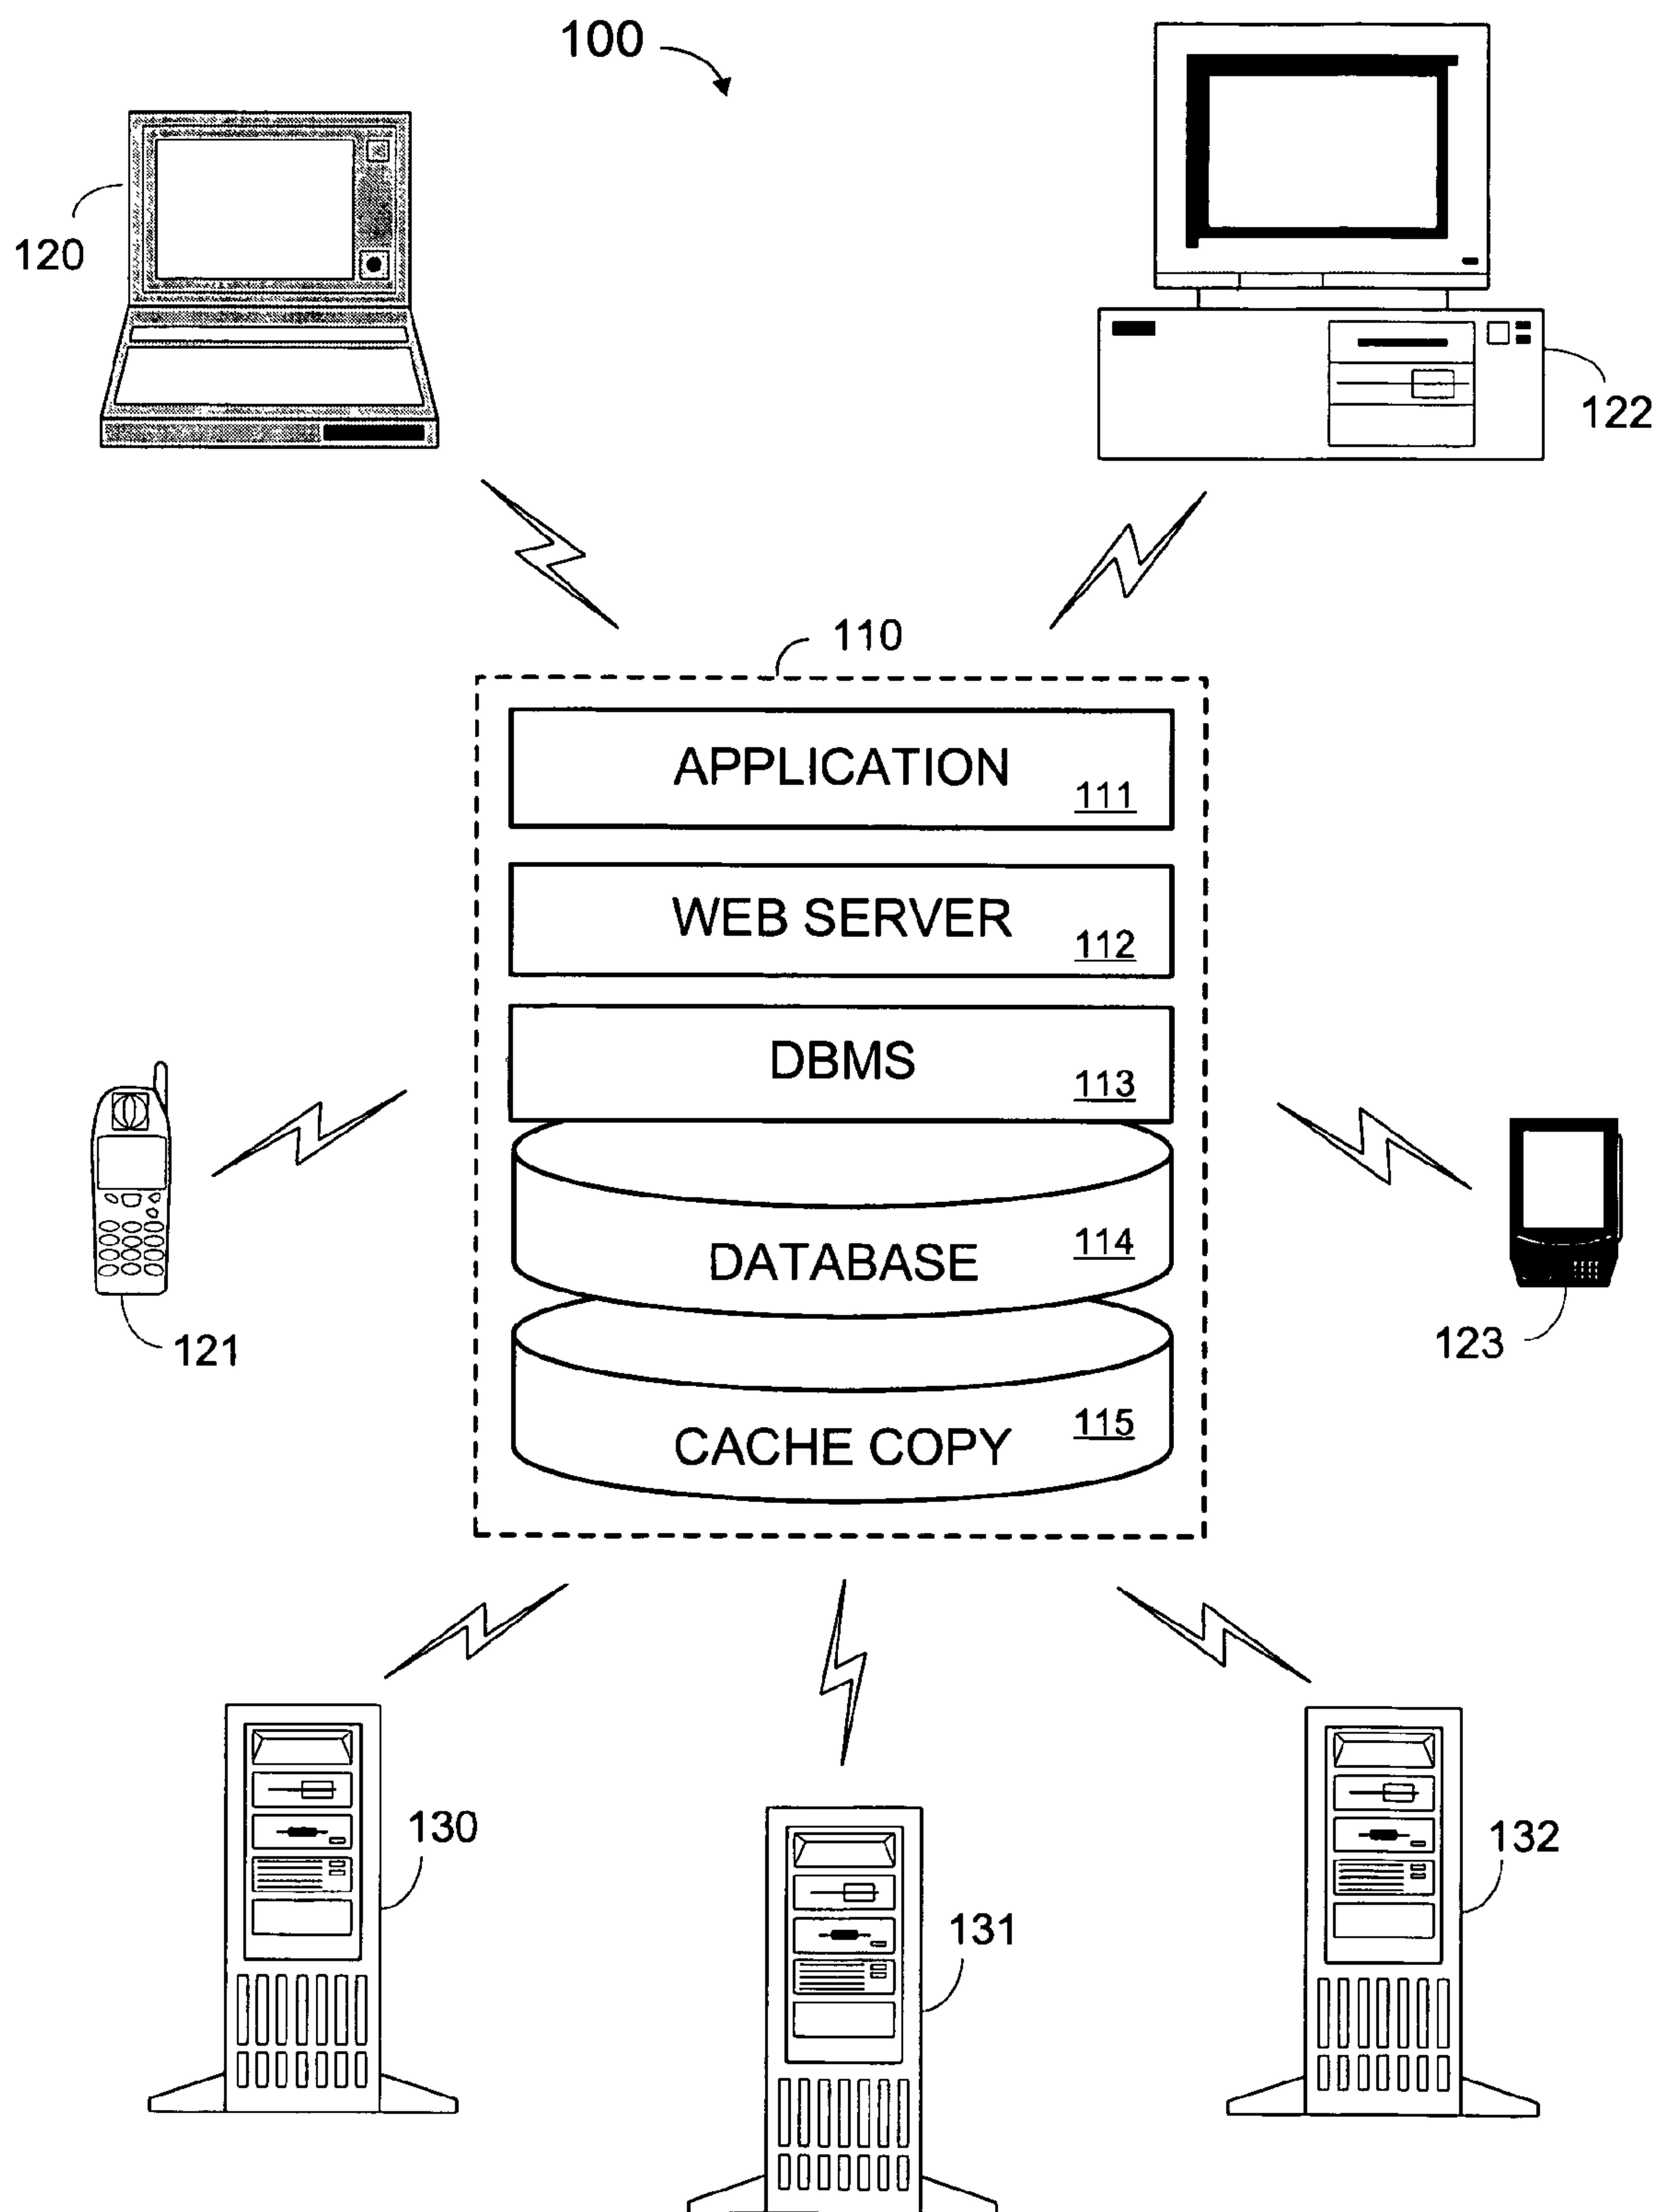 100
120
122
110
APPLICATION 111
WEB SERVER 112
DBMS 113
DATABASE 114
CACHE COPY 115
121
123
130
131
132